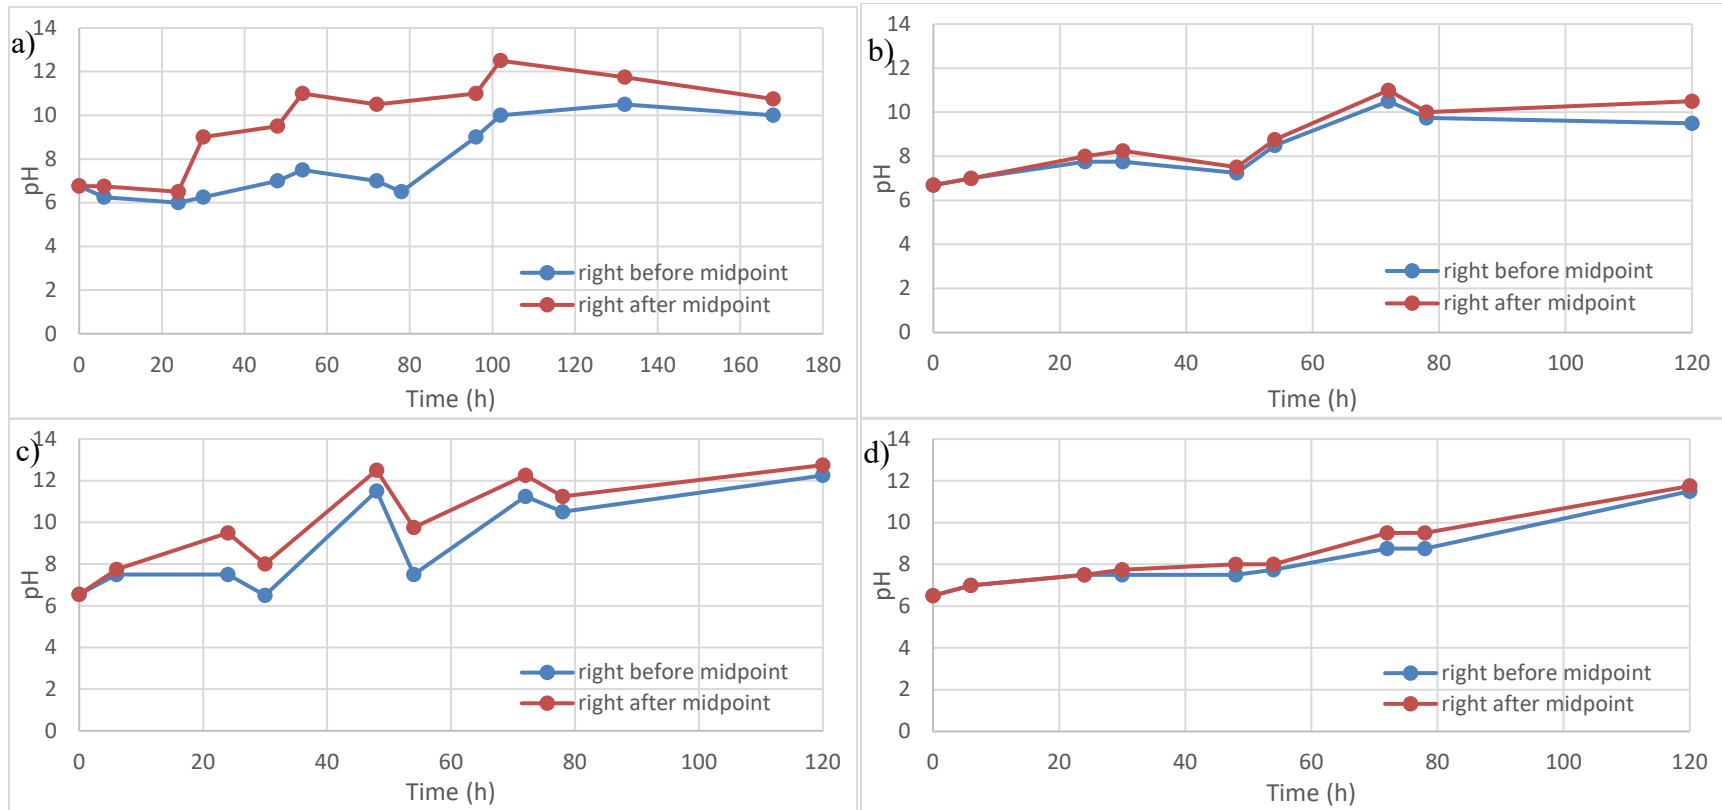 a)
14
12
10
8
6
4
2
0
pH
right before midpoint
right after midpoint
0 20 40 60 80 100 120 140 160 180
Time (h)
b)
14
12
10
8
6
4
2
0
pH
right before midpoint
right after midpoint
0 20 40 60 80 100 120
Time (h)
c)
14
12
10
8
6
4
2
0
pH
right before midpoint
right after midpoint
0 20 40 60 80 100 120
Time (h)
d)
14
12
10
8
6
4
2
0
pH
right before midpoint
right after midpoint
0 20 40 60 80 100 120
Time (h)